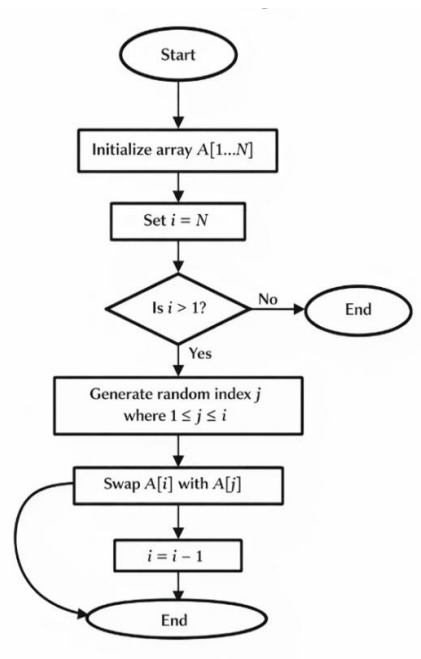 Start
Initialize array A[1...N]
Set i = N
Is i > 1?
No
End
Yes
Generate random index j
where 1 ≤ j ≤ i
Swap A[i] with A[j]
i = i – 1
End